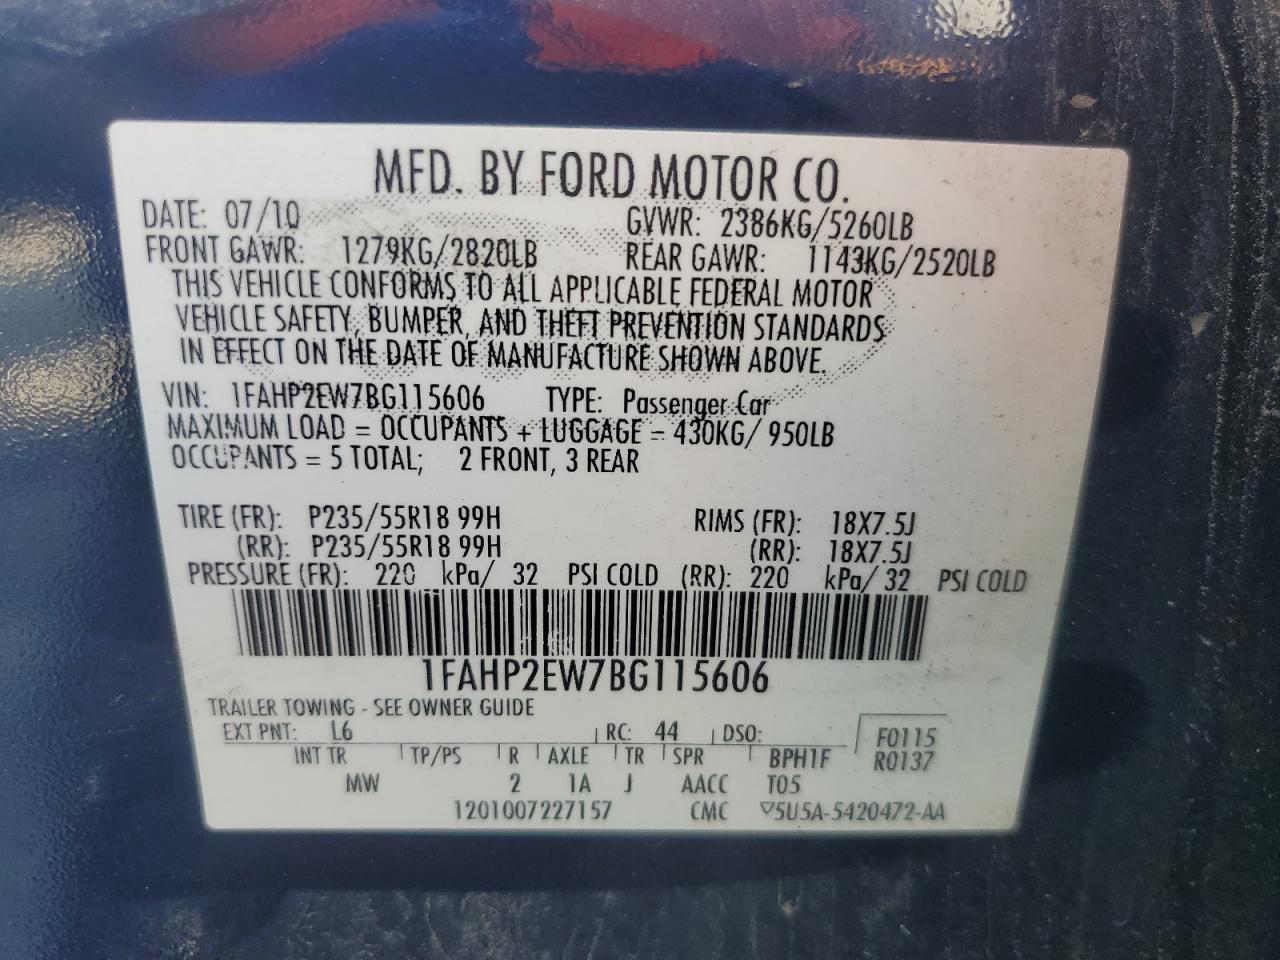 MFD. BY FORD MOTOR CO.
DATE: 07/10 GVWR: 2386KG/5260LB
FRONT GAWR: 1279KG/2820LB REAR GAWR: 1143KG/2520LB
THIS VEHICLE CONFORMS TO ALL APPLICABLE FEDERAL MOTOR
VEHICLE SAFETY, BUMPER, AND THEFT PREVENTION STANDARDS
IN EFFECT ON THE DATE OF MANUFACTURE SHOWN ABOVE.
VIN: 1FAHP2EW7BG115606 TYPE: Passenger Car
MAXIMUM LOAD = OCCUPANTS + LUGGAGE = 430KG/ 950LB
OCCUPANTS = 5 TOTAL; 2 FRONT, 3 REAR
TIRE (FR): P235/55R18 99H RIMS (FR): 18X7.5J
(RR): P235/55R18 99H (RR): 18X7.5J
PRESSURE (FR): 220 kPa/ 32 PSI COLD (RR): 220 kPa/ 32 PSI COLD
1FAHP2EW7BG115606
TRAILER TOWING - SEE OWNER GUIDE
EXT PNT: L6 RC: 44 DSO: F0115
INT TR TP/PS R AXLE TR SPR BPH1F R0137
MW 2 1A J AACC T05
1201007227157 CMC ▽5U5A-5420472-AA